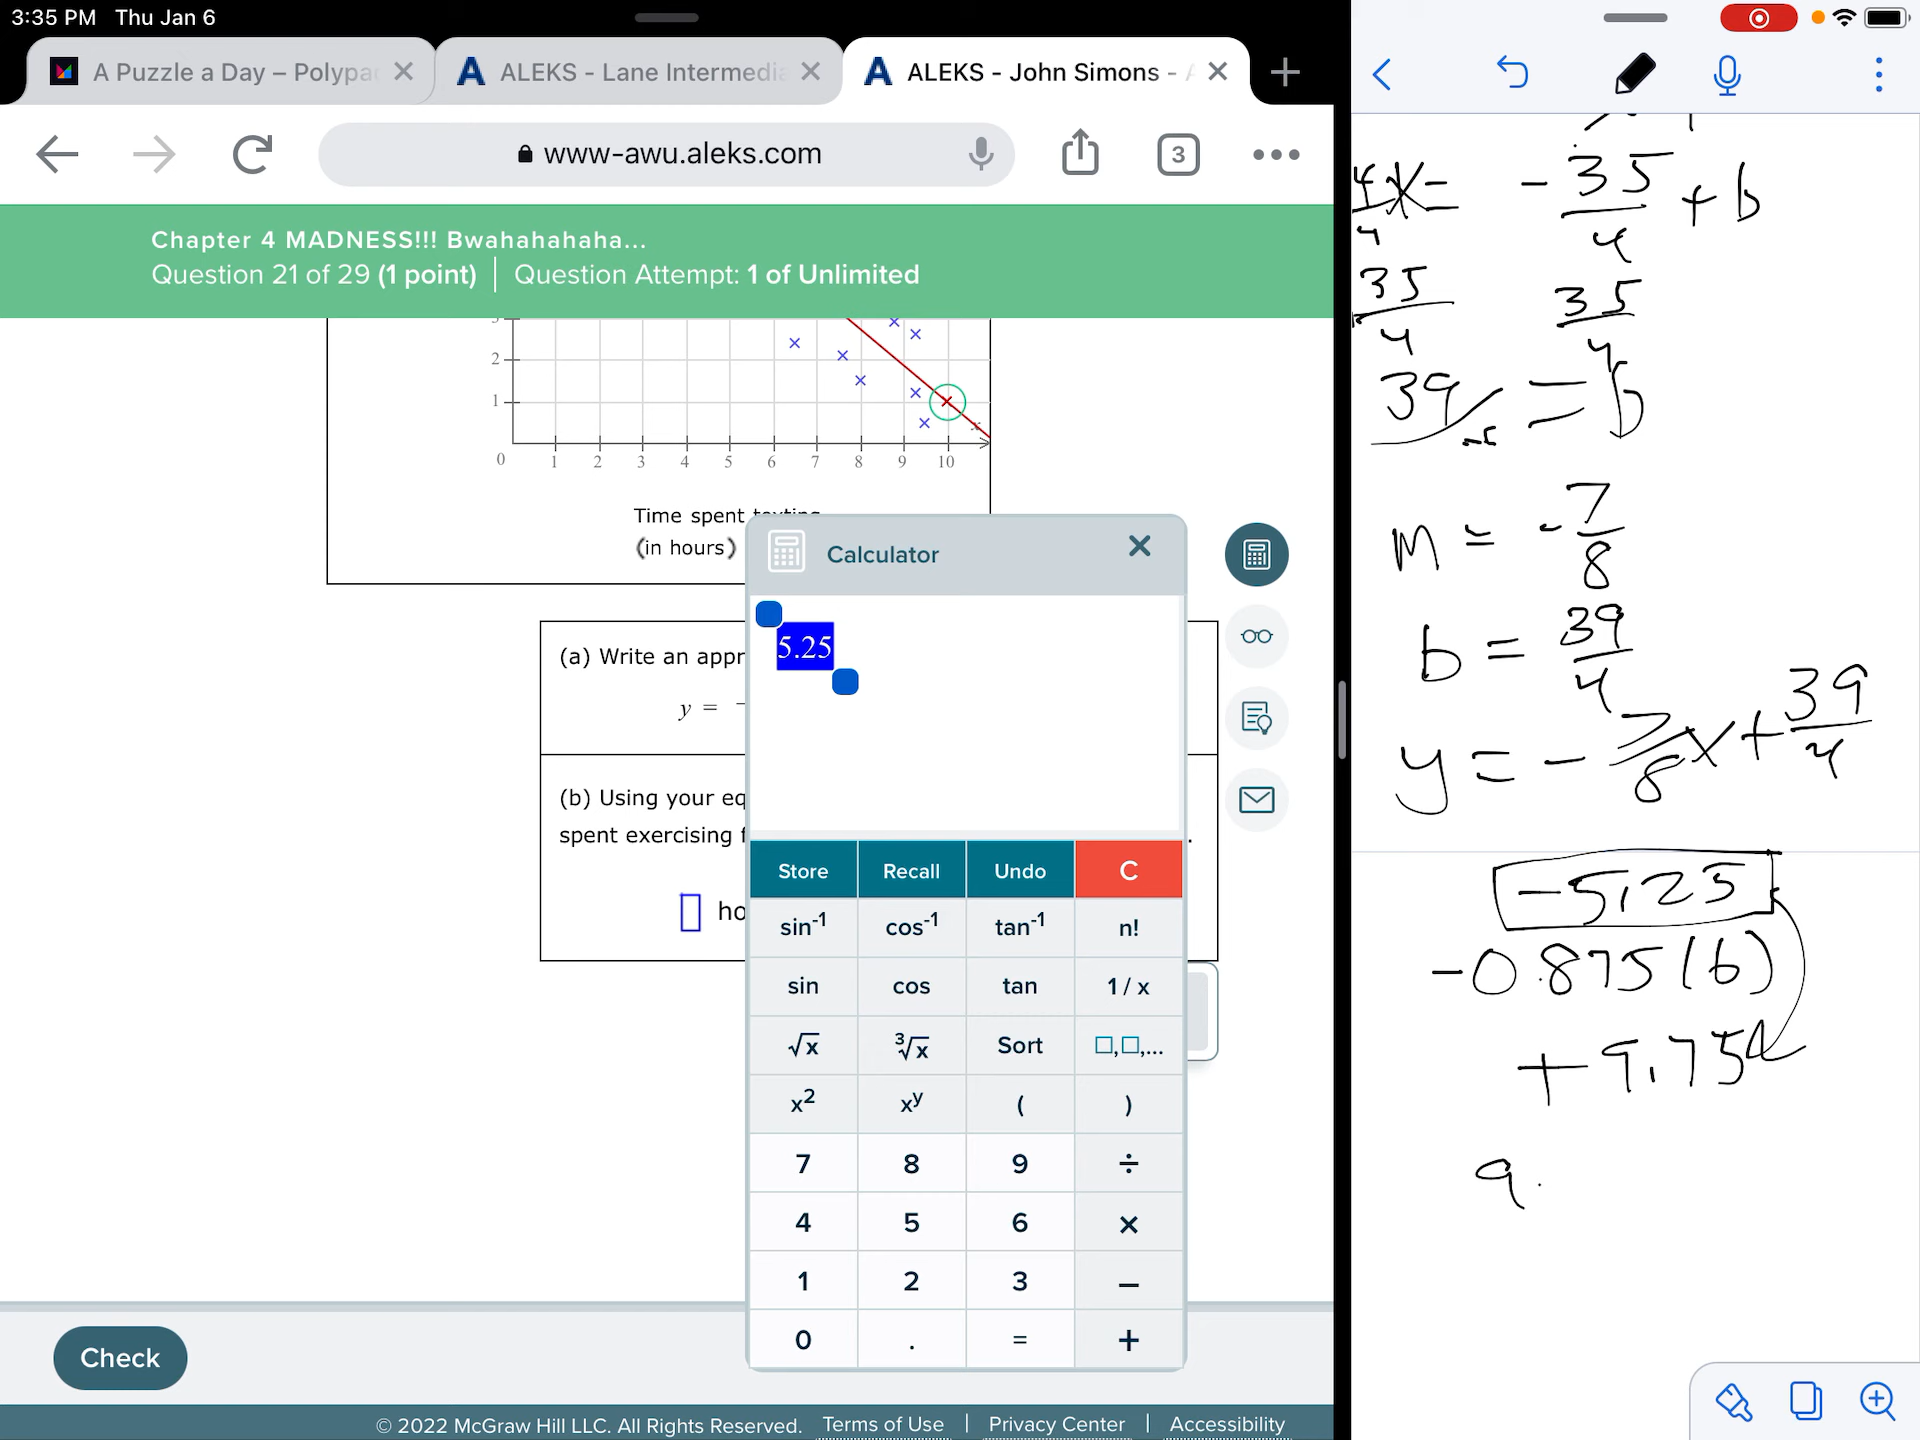 3:35 PM Thu Jan 6
A Puzzle a Day – Polypa
ALEKS - Lane Intermedia
ALEKS - John Simons - A
www-awu.aleks.com
3
Chapter 4 MADNESS!!! Bwahahahaha...
Question 21 of 29 (1 point) | Question Attempt: 1 of Unlimited
3
2
1
x
0 1 2 3 4 5 6 7 8 9 10
Time spent texting
(in hours)
(a) Write an appr
y = −
(b) Using your eq
spent exercising f
.
ho
Calculator
5.25
Store Recall Undo C
sin⁻¹ cos⁻¹ tan⁻¹ n!
sin cos tan 1 / x
√x ∛x Sort □,□,...
x² xʸ ( )
7 8 9 ÷
4 5 6 ×
1 2 3 −
0 . = +
Check
© 2022 McGraw Hill LLC. All Rights Reserved. Terms of Use | Privacy Center | Accessibility
= - 35/4 + b
35/4 35/4
39 = b
m = - 7/8
b = 39/4
y = - 7/8 x + 39/4
-5.25
-0.875(6)
+ 9.75
9.